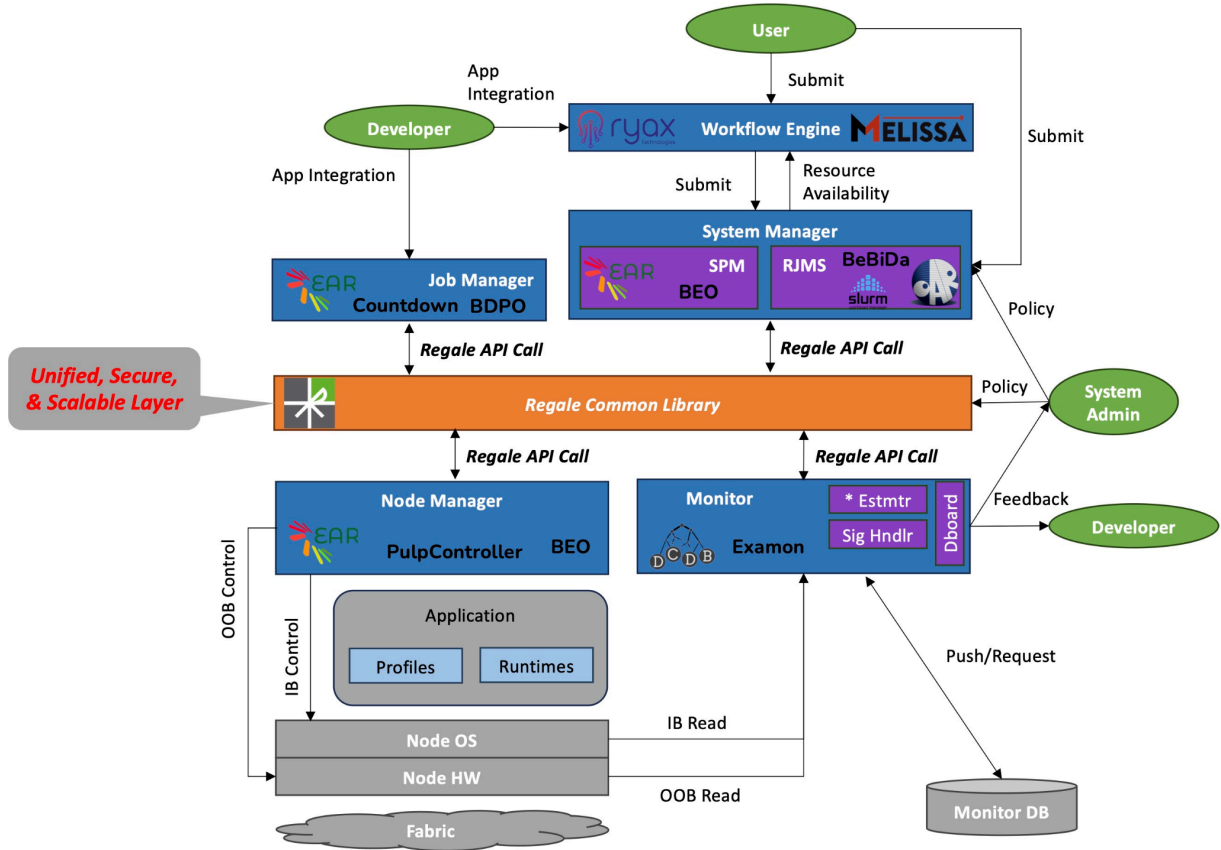 User
App
Integration
Submit
Developer
ryax
technologies
Workflow Engine
MELISSA
Submit
App Integration
Submit
Resource
Availability
System Manager
EAR
SPM
BEO
RJMS
BeBiDa
slurm
OAR
EAR
Job Manager
Countdown
BDPO
Policy
Regale API Call
Regale API Call
Unified, Secure,
& Scalable Layer
Regale Common Library
Policy
System
Admin
Regale API Call
Regale API Call
Node Manager
EAR
PulpController
BEO
Monitor
* Estmtr
Sig Hndlr
Dboard
DCDB
Examon
Feedback
Developer
OOB Control
IB Control
Application
Profiles
Runtimes
Push/Request
Node OS
IB Read
Node HW
OOB Read
Monitor DB
Fabric